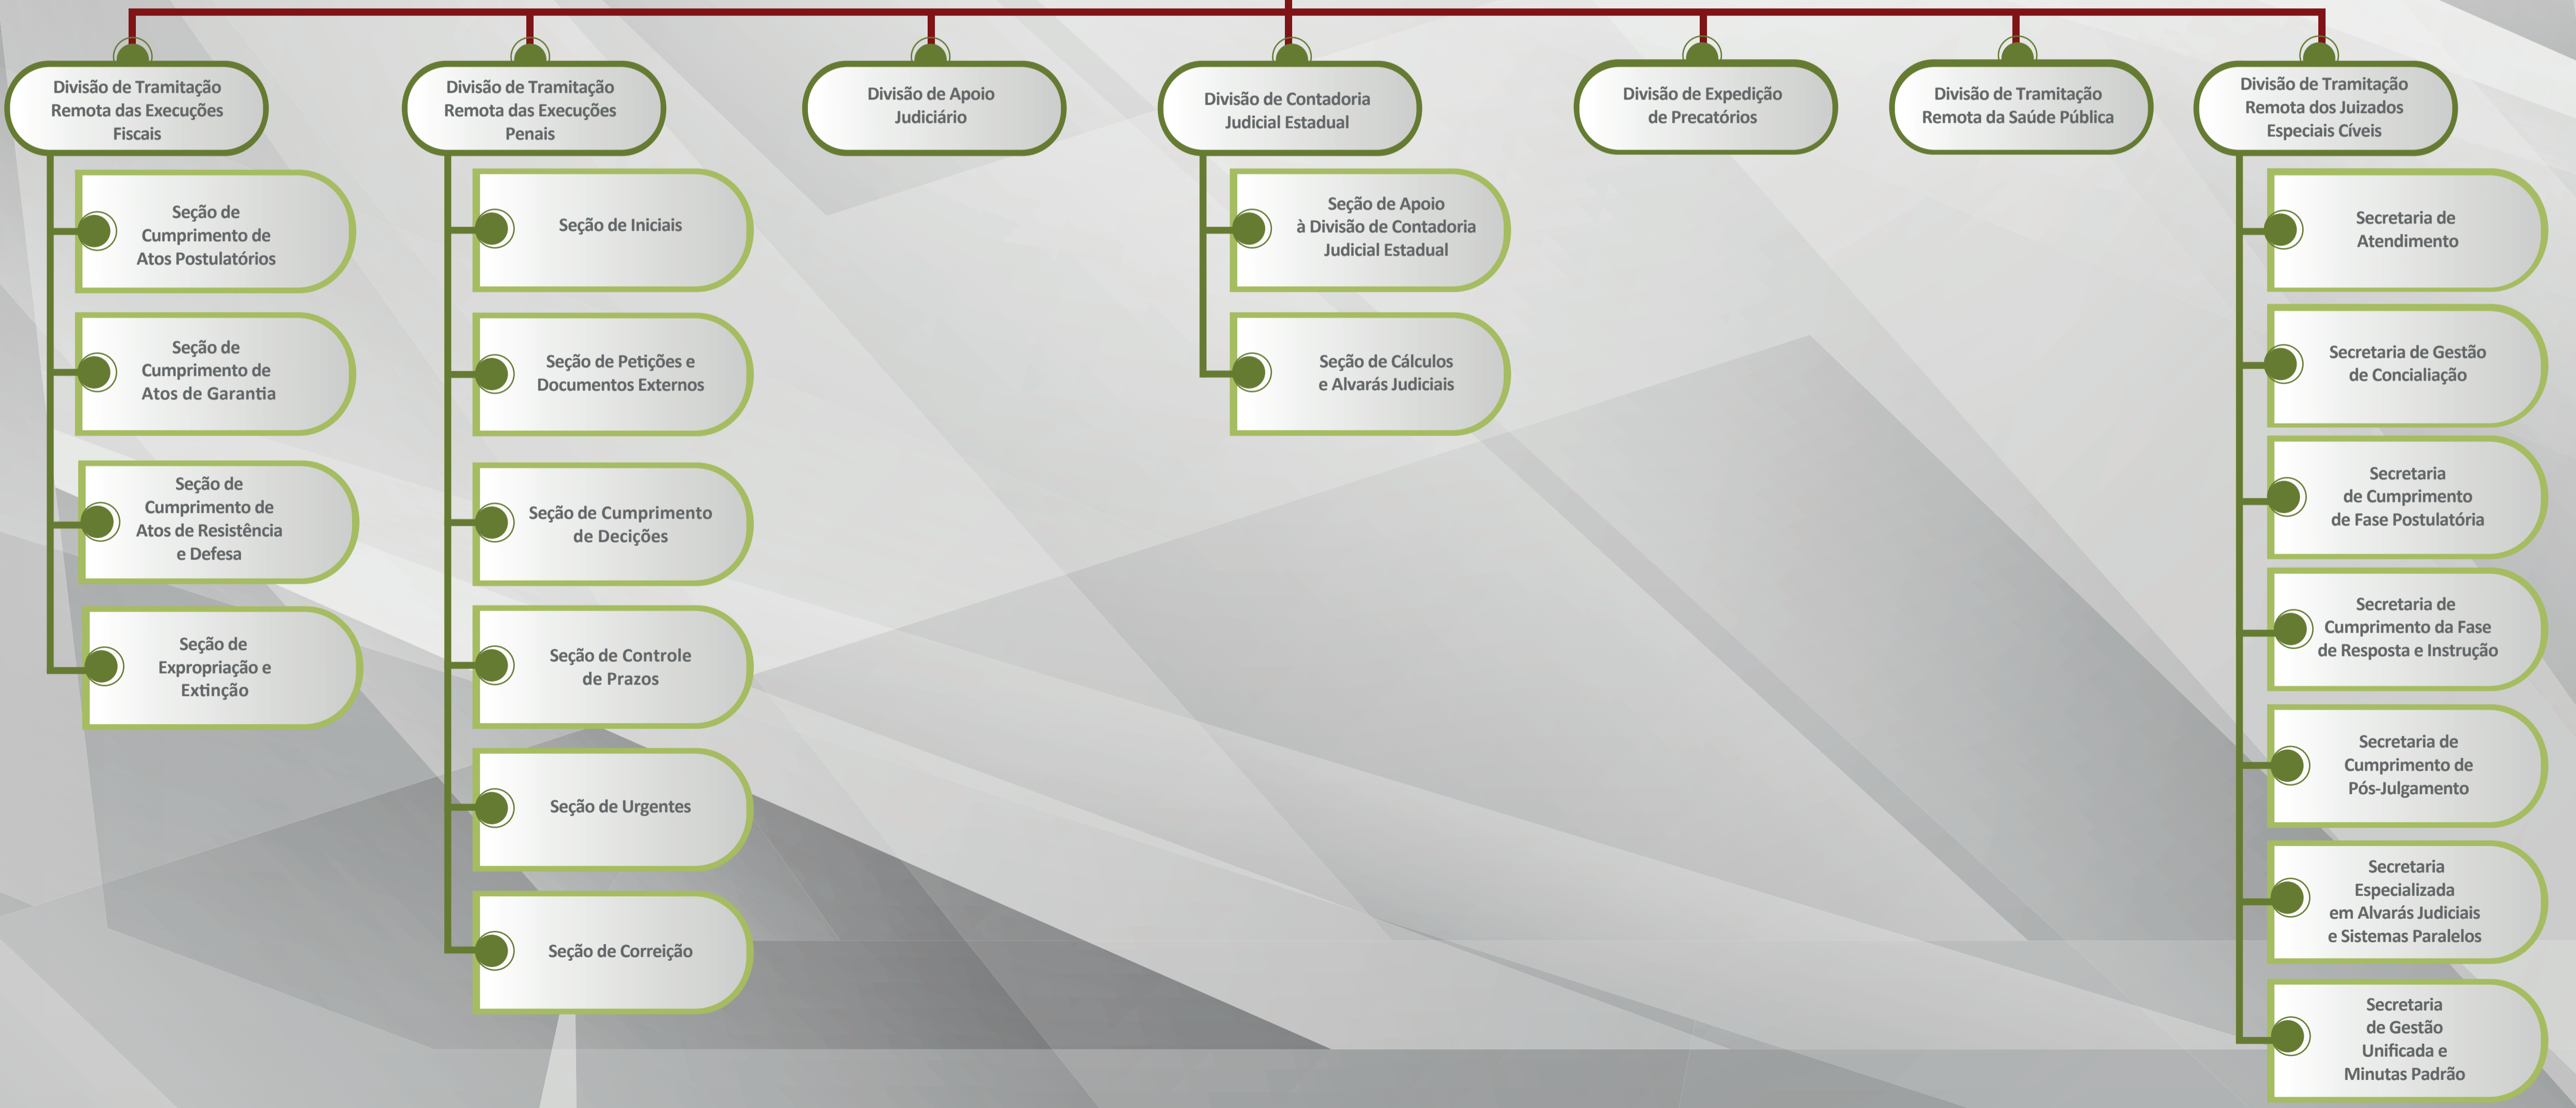 Divisão de Tramitação
Remota das Execuções
Fiscais
Seção de
Cumprimento de
Atos Postulatórios
Seção de
Cumprimento de
Atos de Garantia
Seção de
Cumprimento de
Atos de Resistência
e Defesa
Seção de
Expropriação e
Extinção
Divisão de Tramitação
Remota das Execuções
Penais
Seção de Iniciais
Seção de Petições e
Documentos Externos
Seção de Cumprimento
de Decições
Seção de Controle
de Prazos
Seção de Urgentes
Seção de Correição
Divisão de Apoio
Judiciário
Divisão de Contadoria
Judicial Estadual
Seção de Apoio
à Divisão de Contadoria
Judicial Estadual
Seção de Cálculos
e Alvarás Judiciais
Divisão de Expedição
de Precatórios
Divisão de Tramitação
Remota da Saúde Pública
Divisão de Tramitação
Remota dos Juizados
Especiais Cíveis
Secretaria de
Atendimento
Secretaria de Gestão
de Concialiação
Secretaria
de Cumprimento
de Fase Postulatória
Secretaria de
Cumprimento da Fase
de Resposta e Instrução
Secretaria de
Cumprimento de
Pós-Julgamento
Secretaria
Especializada
em Alvarás Judiciais
e Sistemas Paralelos
Secretaria
de Gestão
Unificada e
Minutas Padrão